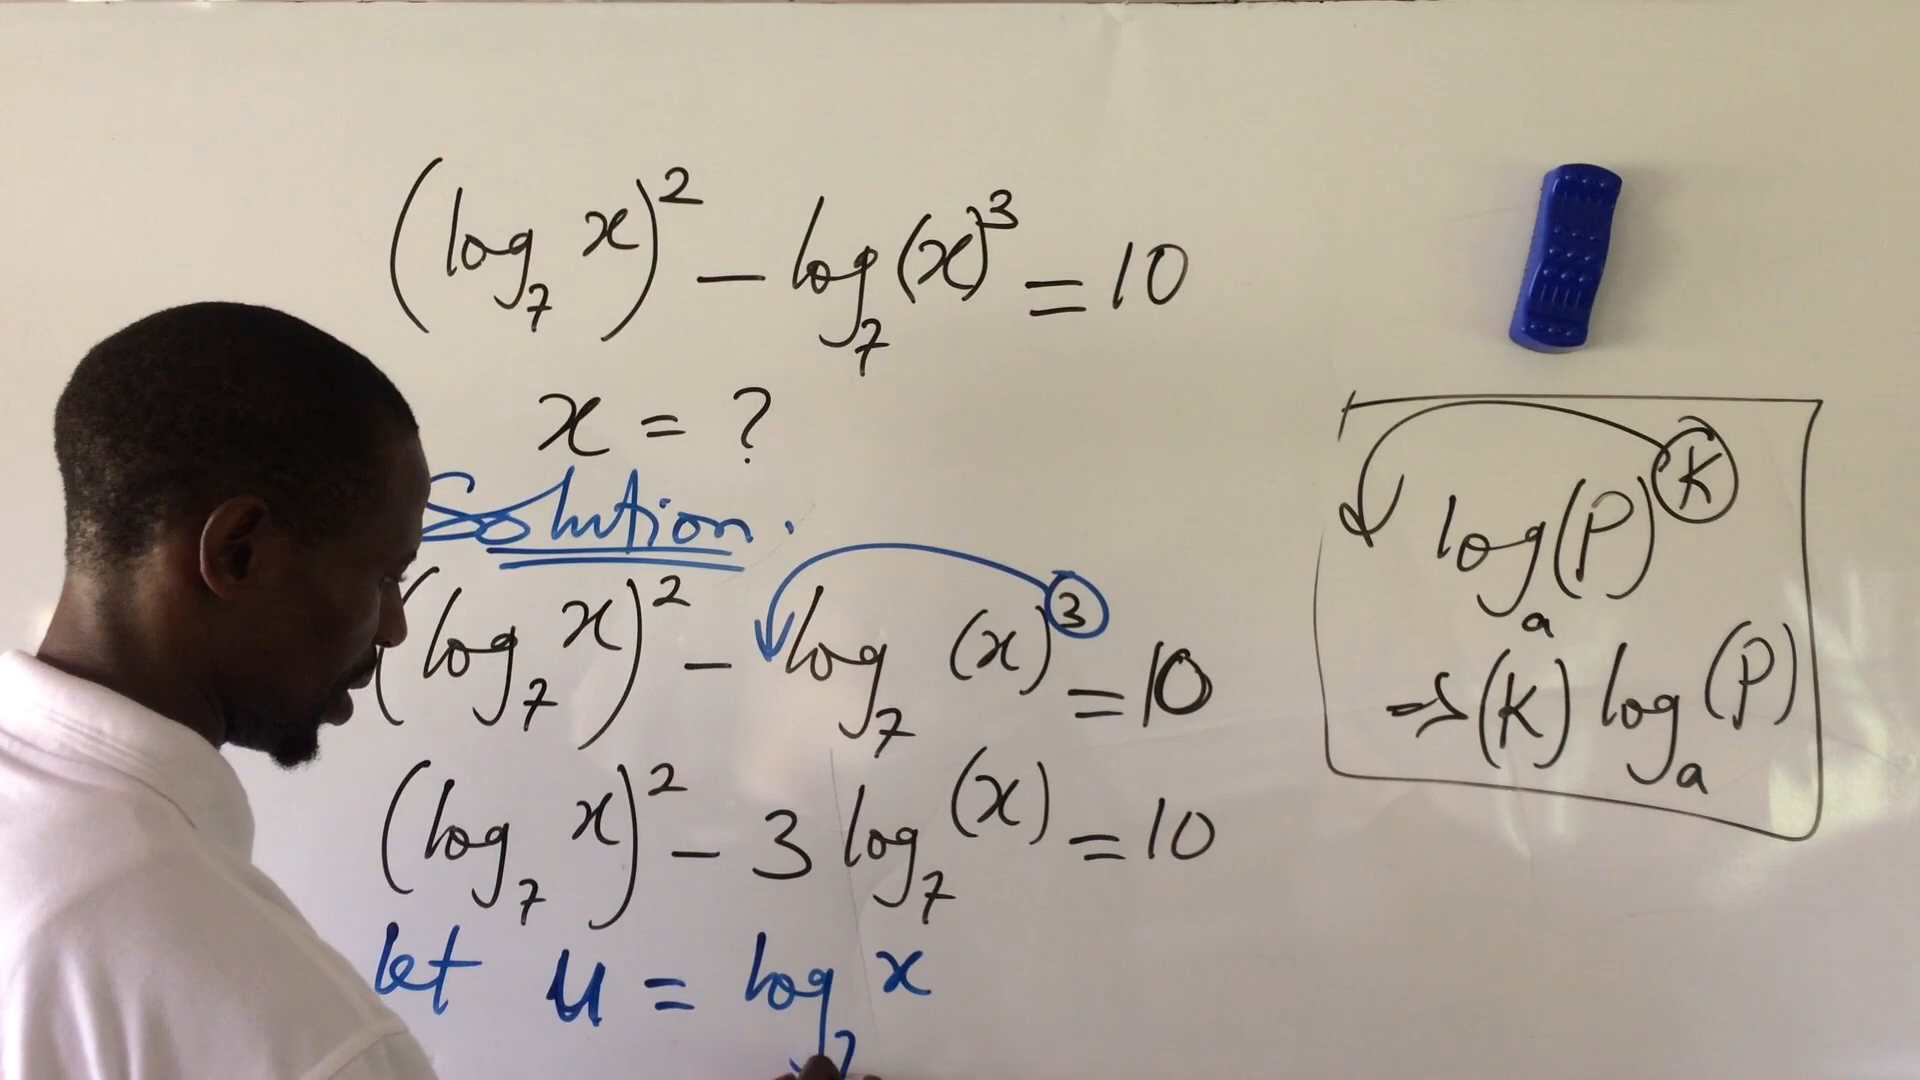 (log₇ x)² – log₇(x)³ = 10
x = ?
Solution.
(log₇ x)² – log₇ (x)³ = 10
(log₇ x)² – 3 log₇ (x) = 10
let u = log₇ x
logₐ(P)ᴷ
⇒ (K) logₐ (P)